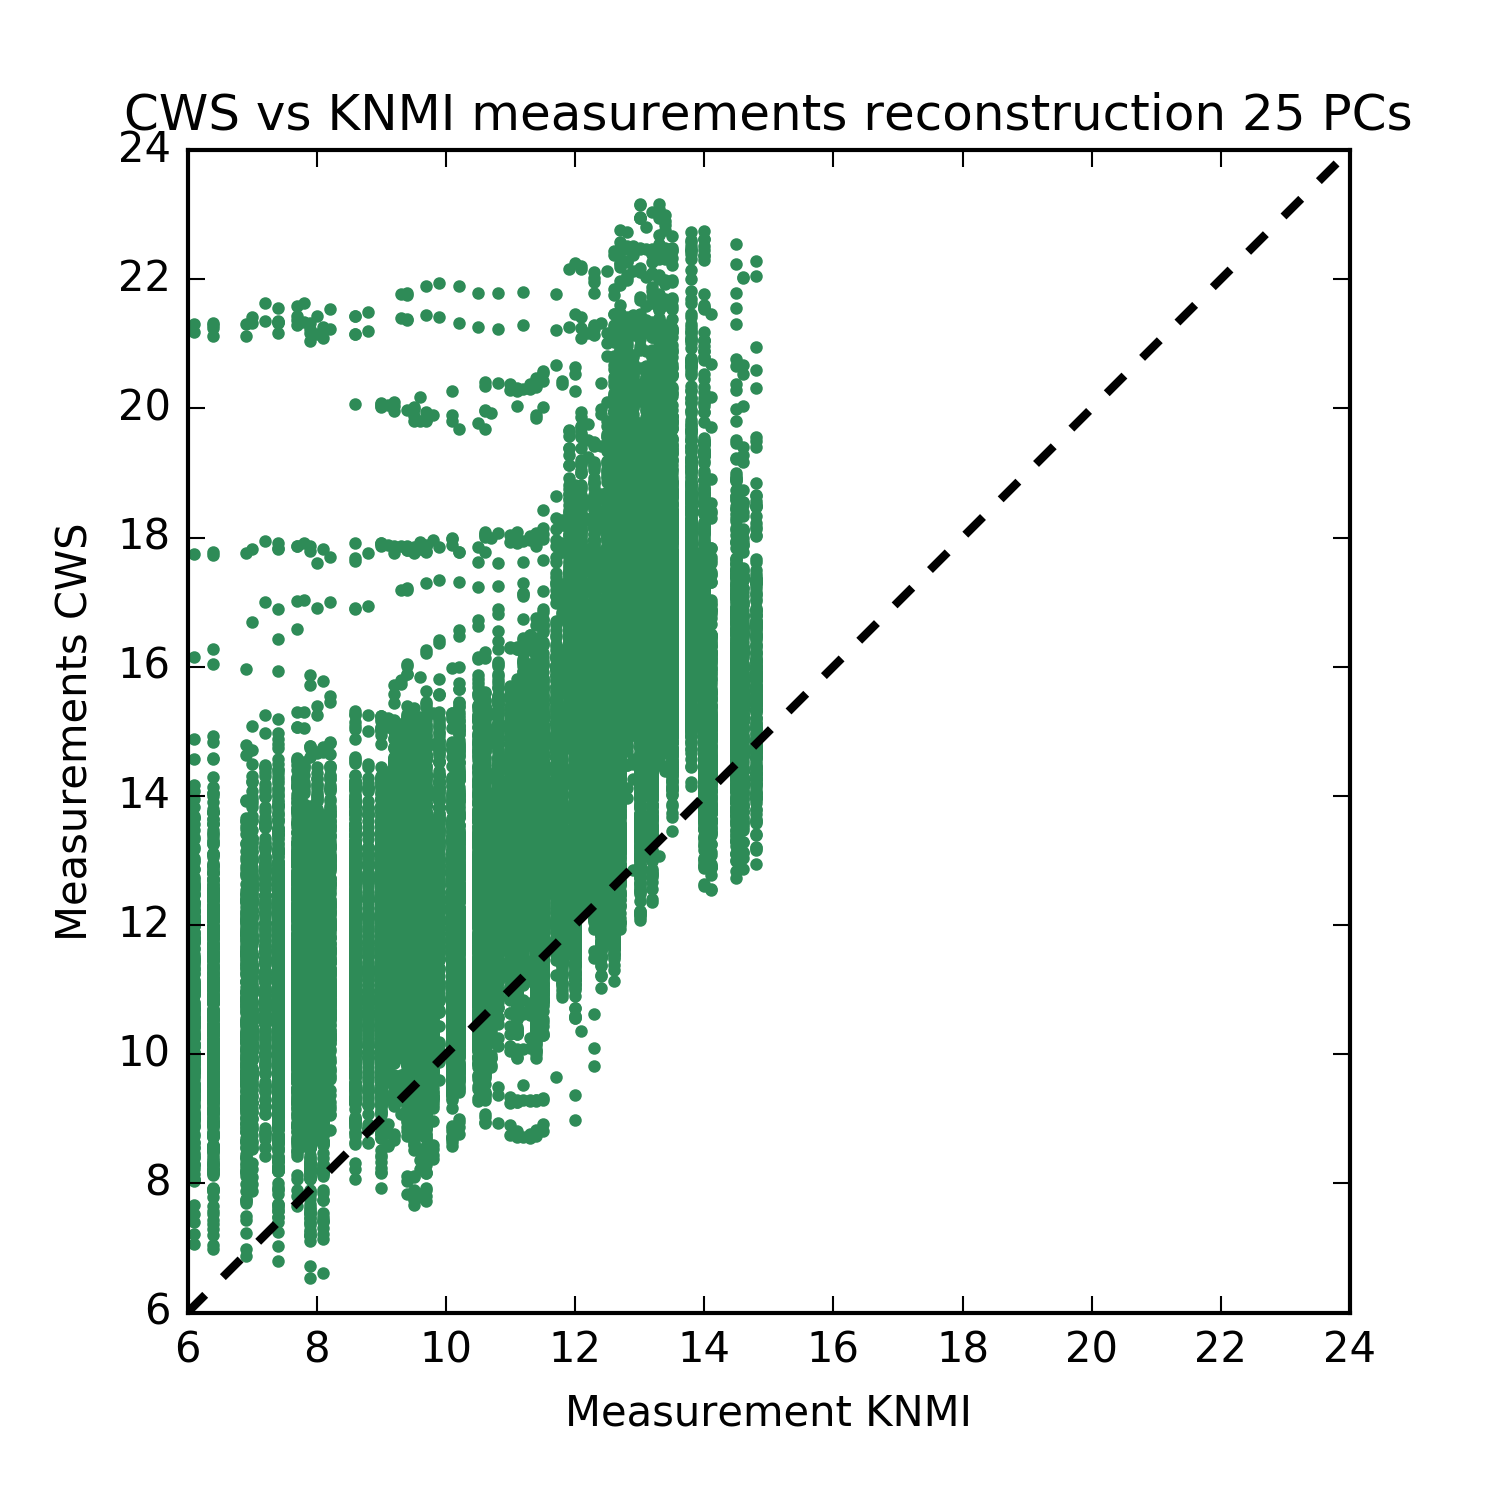 CWS vs KNMI measurements reconstruction 25 PCs
24
22
20
18
16
14
12
10
8
6
Measurements CWS
6 8 10 12 14 16 18 20 22 24
Measurement KNMI